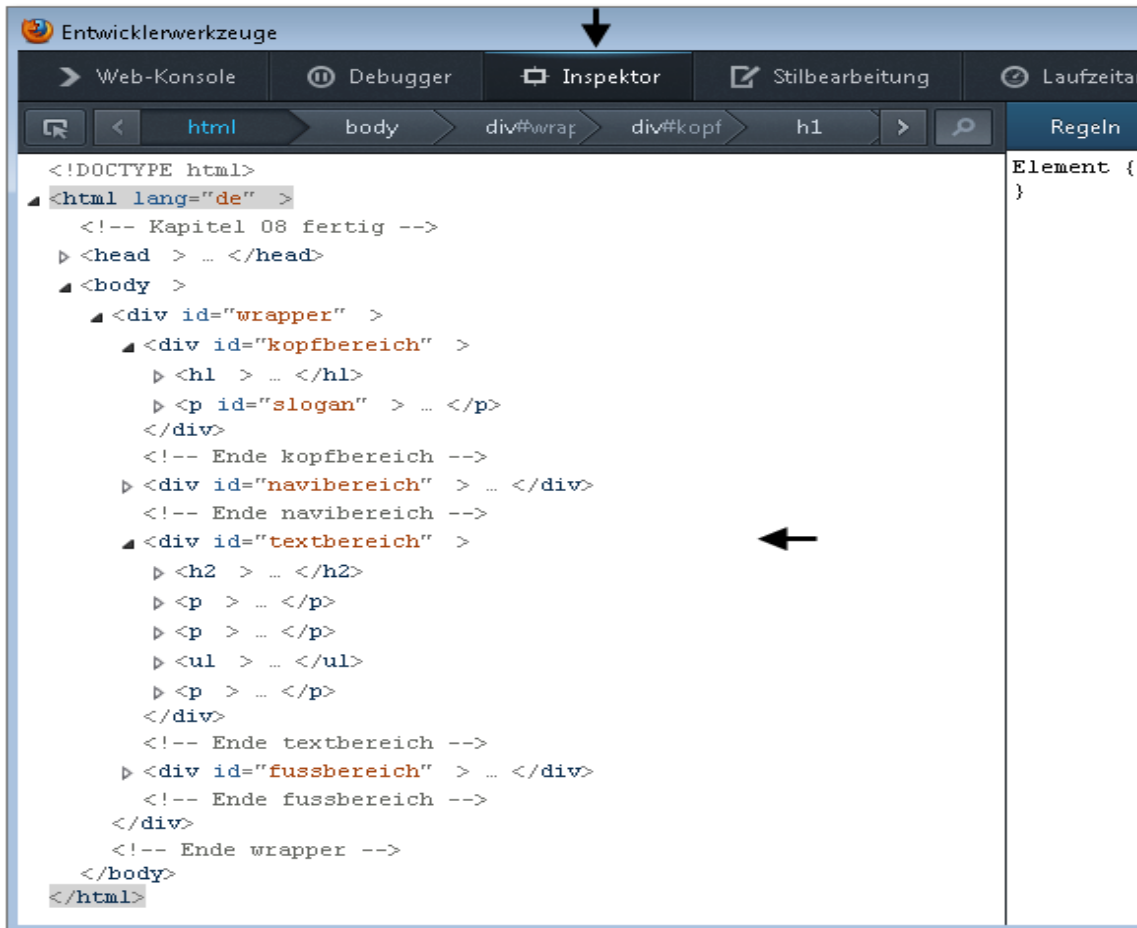 Entwicklerwerkzeuge
Web-Konsole Debugger Inspektor Stilbearbeitung Laufzeita
html body div#wrap div#kopf h1 Regeln
<!DOCTYPE html>
<html lang="de" >
<!-- Kapitel 08 fertig -->
<head > … </head>
<body >
<div id="wrapper" >
<div id="kopfbereich" >
<h1 > … </h1>
<p id="slogan" > … </p>
</div>
<!-- Ende kopfbereich -->
<div id="navibereich" > … </div>
<!-- Ende navibereich -->
<div id="textbereich" >
<h2 > … </h2>
<p > … </p>
<p > … </p>
<ul > … </ul>
<p > … </p>
</div>
<!-- Ende textbereich -->
<div id="fussbereich" > … </div>
<!-- Ende fussbereich -->
</div>
<!-- Ende wrapper -->
</body>
</html>
Element {
}